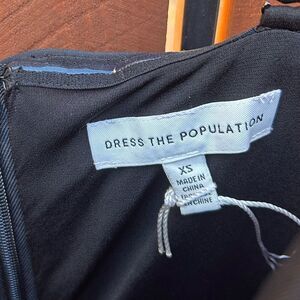 DRESS THE POPULATION
XS
MADE IN
CHINA